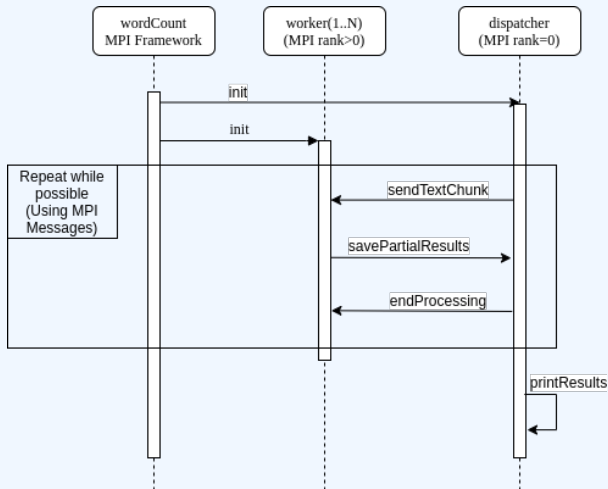 wordCount
MPI Framework
worker(1..N)
(MPI rank>0)
dispatcher
(MPI rank=0)
init
init
Repeat while
possible
(Using MPI
Messages)
sendTextChunk
savePartialResults
endProcessing
printResults